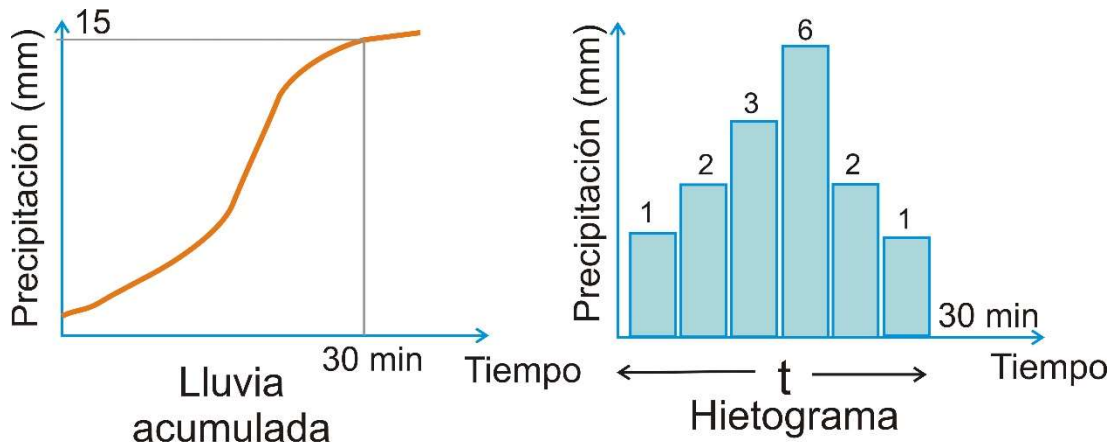 Precipitación (mm)
15
30 min
Tiempo
Lluvia
acumulada
Precipitación (mm)
1
2
3
6
2
1
30 min
Tiempo
t
Hietograma